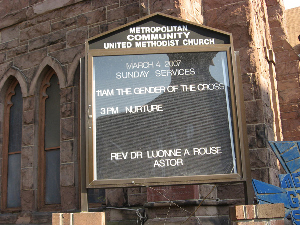 METROPOLITAN
COMMUNITY
UNITED METHODIST CHURCH
MARCH 4, 2007
SUNDAY SERVICES
11AM THE GENDER OF THE CROSS
3 PM NURTURE
REV DR LUONNE A ROUSE
ASTOR